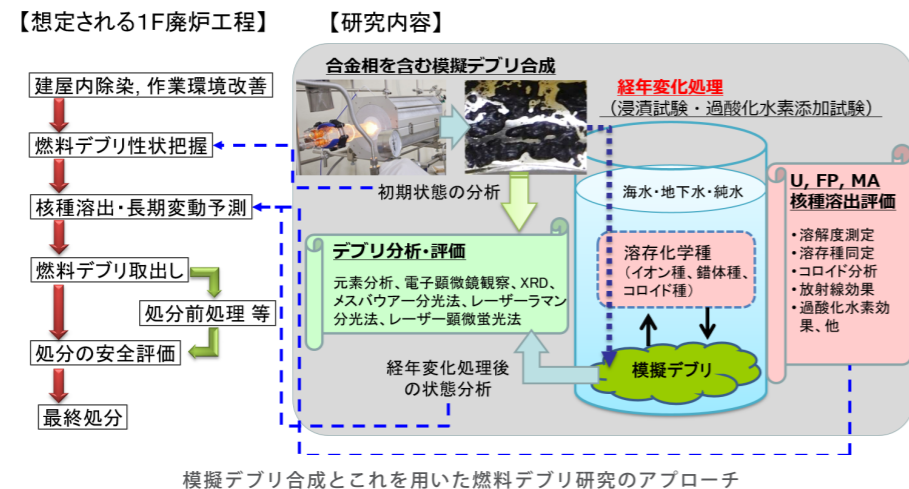 【想定される1F廃炉工程】
【研究内容】
建屋内除染, 作業環境改善
燃料デブリ性状把握
核種溶出・長期変動予測
燃料デブリ取出し
処分前処理 等
処分の安全評価
最終処分
合金相を含む模擬デブリ合成
初期状態の分析
デブリ分析・評価
元素分析、電子顕微鏡観察、XRD、
メスバウアー分光法、レーザーラマン
分光法、レーザー顕微蛍光法
経年変化処理後
の状態分析
経年変化処理
（浸漬試験・過酸化水素添加試験）
海水・地下水・純水
溶存化学種
（イオン種、錯体種、
コロイド種）
模擬デブリ
U, FP, MA
核種溶出評価
・溶解度測定
・溶存種同定
・コロイド分析
・放射線効果
・過酸化水素効
果、他
模擬デブリ合成とこれを用いた燃料デブリ研究のアプローチ